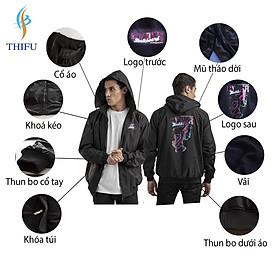 THIFU
Cổ áo
Logo trước
Mũ tháo dời
Khoá kéo
Logo sau
Thun bo cổ tay
Vải
Khóa túi
Thun bo dưới áo